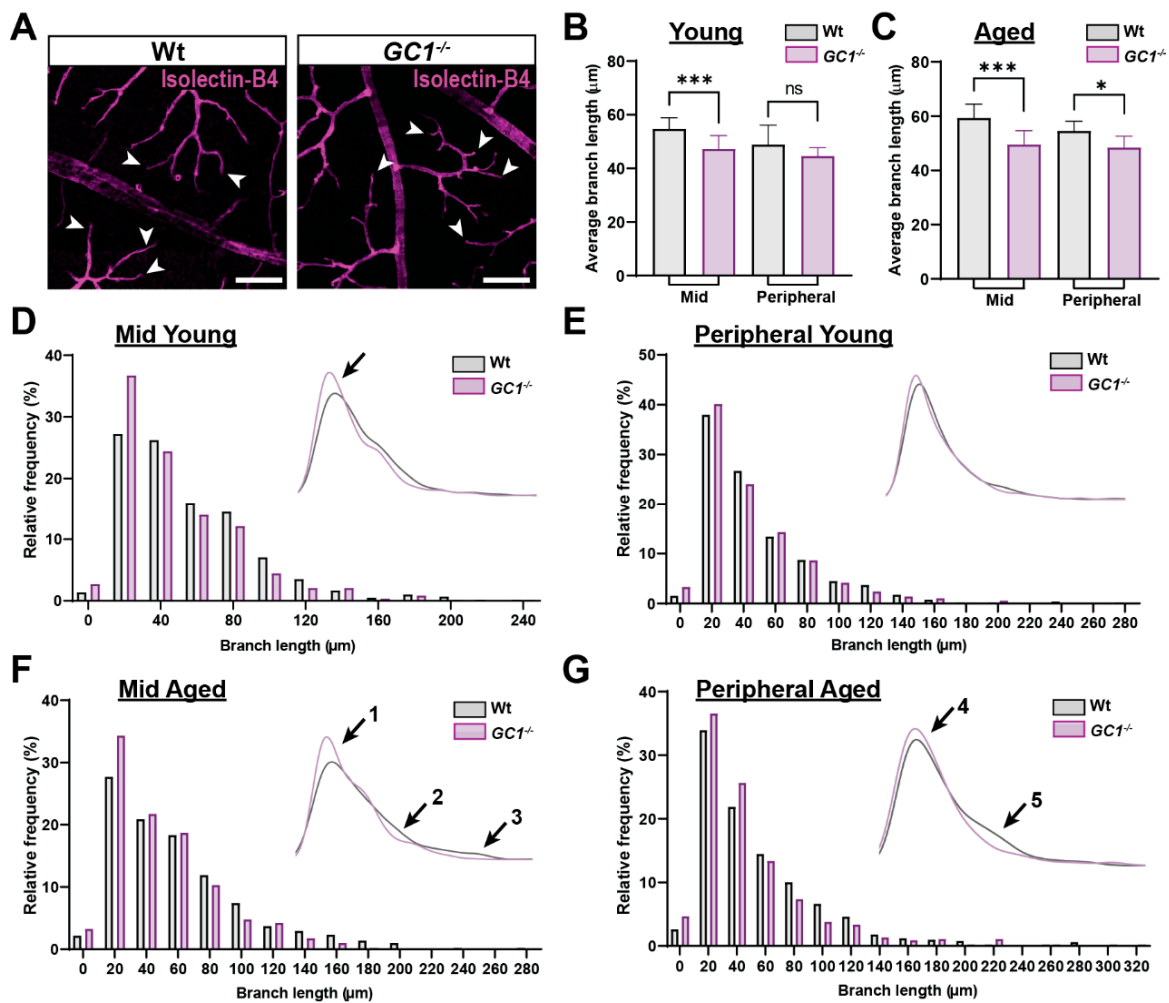 A
Wt
GC1-/-
Isolectin-B4
Isolectin-B4
B
Young
Wt
GC1-/-
Average branch length (µm)
80
60
40
20
0
***
ns
Mid
Peripheral
C
Aged
Wt
GC1-/-
Average branch length (µm)
80
60
40
20
0
***
*
Mid
Peripheral
D
Mid Young
Wt
GC1-/-
Relative frequency (%)
40
30
20
10
0
0 40 80 120 160 200 240
Branch length (µm)
E
Peripheral Young
Wt
GC1-/-
Relative frequency (%)
50
40
30
20
10
0
0 20 40 60 80 100 120 140 160 180 200 220 240 260 280
Branch length (µm)
F
Mid Aged
Wt
GC1-/-
1
2
3
Relative frequency (%)
40
30
20
10
0
0 20 40 60 80 100 120 140 160 180 200 220 240 260 280
Branch length (µm)
G
Peripheral Aged
Wt
GC1-/-
4
5
Relative frequency (%)
40
30
20
10
0
0 20 40 60 80 100 120 140 160 180 200 220 240 260 280 300 320
Branch length (µm)